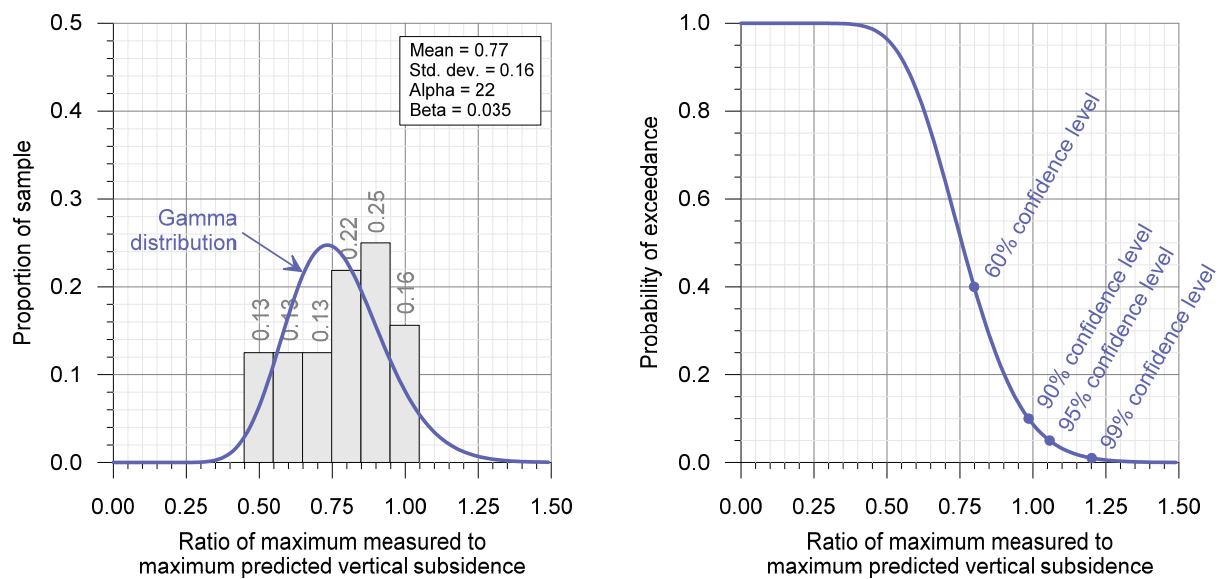 0.5
0.4
0.3
0.2
0.1
0.0
Proportion of sample
Mean = 0.77
Std. dev. = 0.16
Alpha = 22
Beta = 0.035
Gamma
distribution
0.13
0.13
0.13
0.22
0.25
0.16
0.00
0.25
0.50
0.75
1.00
1.25
1.50
Ratio of maximum measured to
maximum predicted vertical subsidence
1.0
0.8
0.6
0.4
0.2
0.0
Probability of exceedance
60% confidence level
90% confidence level
95% confidence level
99% confidence level
0.00
0.25
0.50
0.75
1.00
1.25
1.50
Ratio of maximum measured to
maximum predicted vertical subsidence